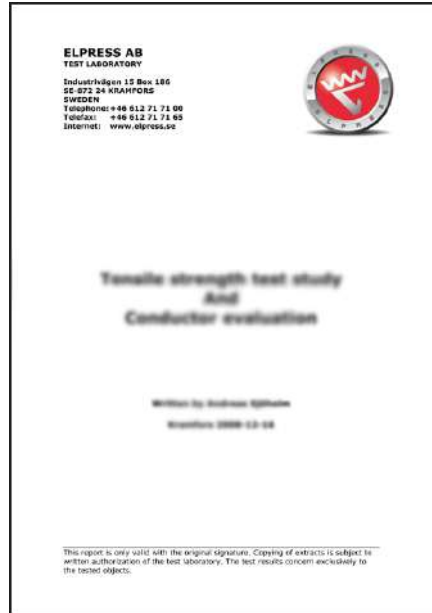 ELPRESS AB
TEST LABORATORY
Industrivägen 15 Box 186
SE-872 24 KRAMFORS
SWEDEN
Telephone: +46 612 71 71 00
Telefax: +46 612 71 71 65
Internet: www.elpress.se
Tensile strength test study
And
Conductor evaluation
Written by Andreas
Kramfors 2008-12-16
This report is only valid with the original signature. Copying of extracts is subject to
written authorization of the test laboratory. The test results concern exclusively to
the tested objects.